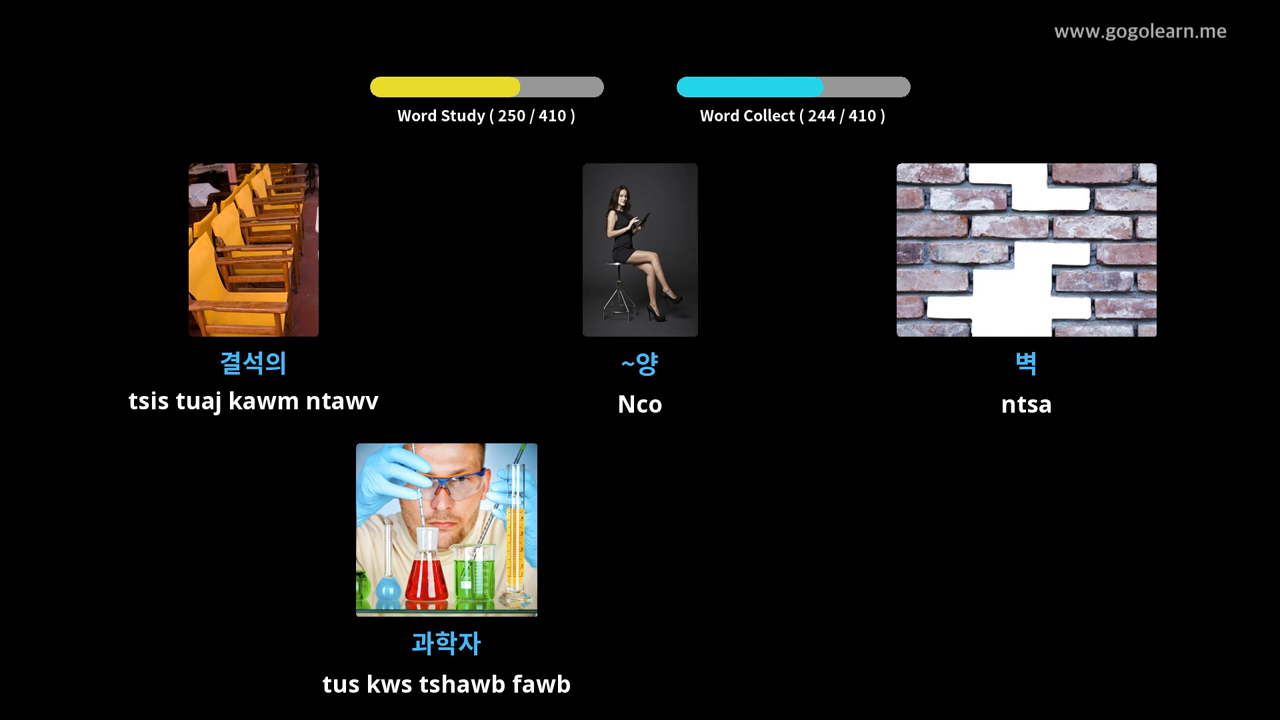 www.gogolearn.me
Word Study ( 250 / 410 )
Word Collect ( 244 / 410 )
결석의
tsis tuaj kawm ntawv
~양
Nco
벽
ntsa
과학자
tus kws tshawb fawb